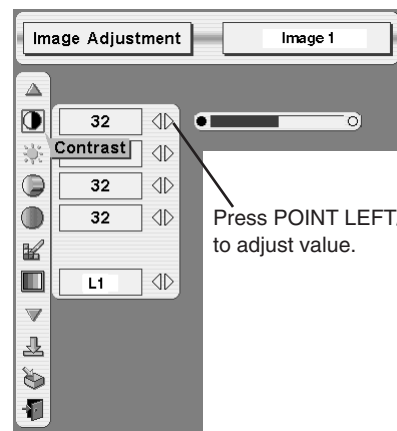 Image Adjustment
Image 1
32
Contrast
32
32
Press POINT LEFT
to adjust value.
L1